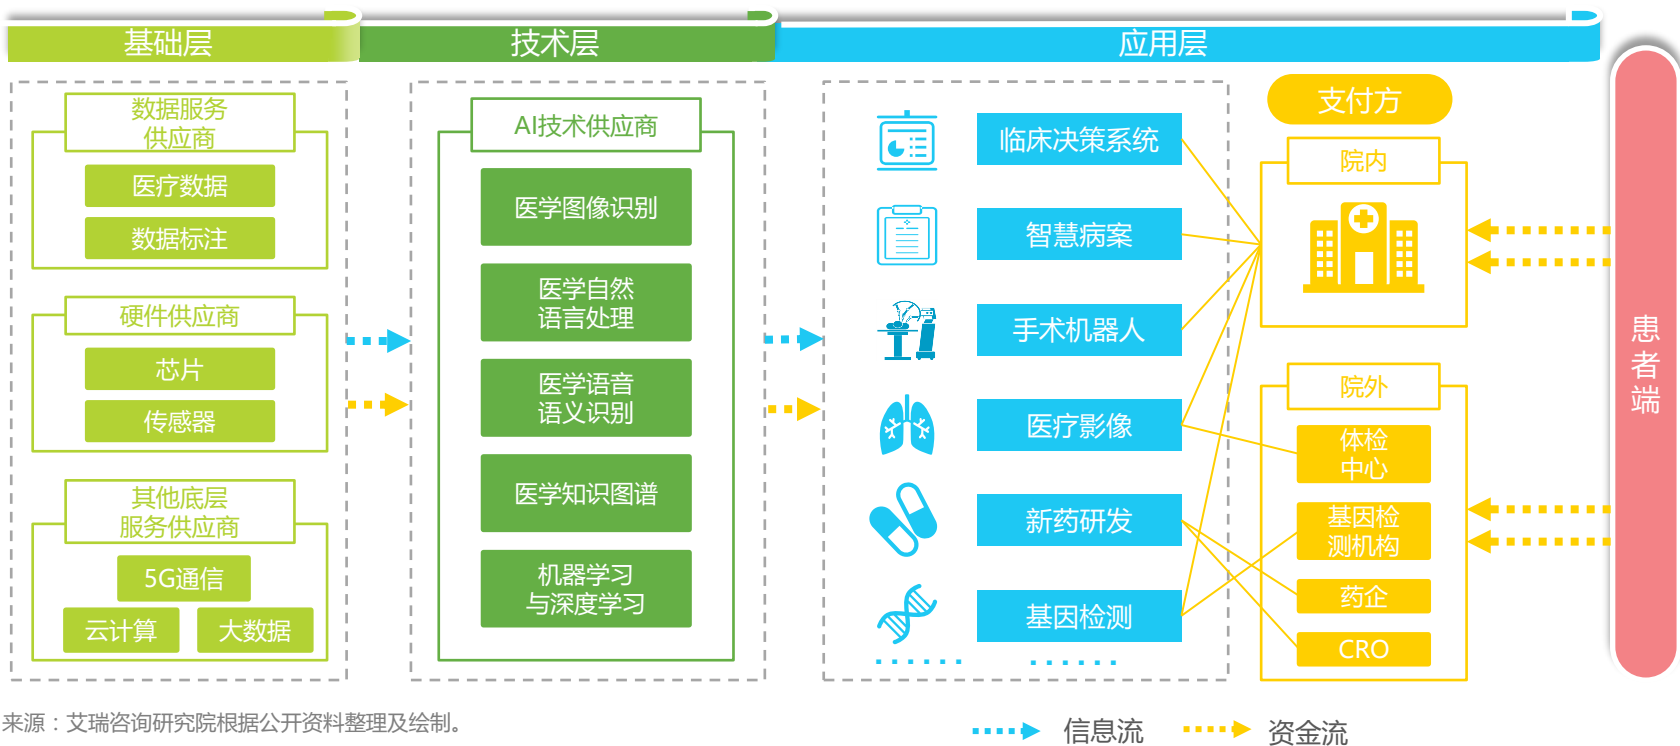 基础层
技术层
应用层
数据服务
供应商
医疗数据
数据标注
硬件供应商
芯片
传感器
其他底层
服务供应商
5G通信
云计算
大数据
AI技术供应商
医学图像识别
医学自然
语言处理
医学语音
语义识别
医学知识图谱
机器学习
与深度学习
临床决策系统
智慧病案
手术机器人
医疗影像
新药研发
基因检测
支付方
院内
院外
体检
中心
基因检
测机构
药企
CRO
患者端
来源：艾瑞咨询研究院根据公开资料整理及绘制。
信息流
资金流